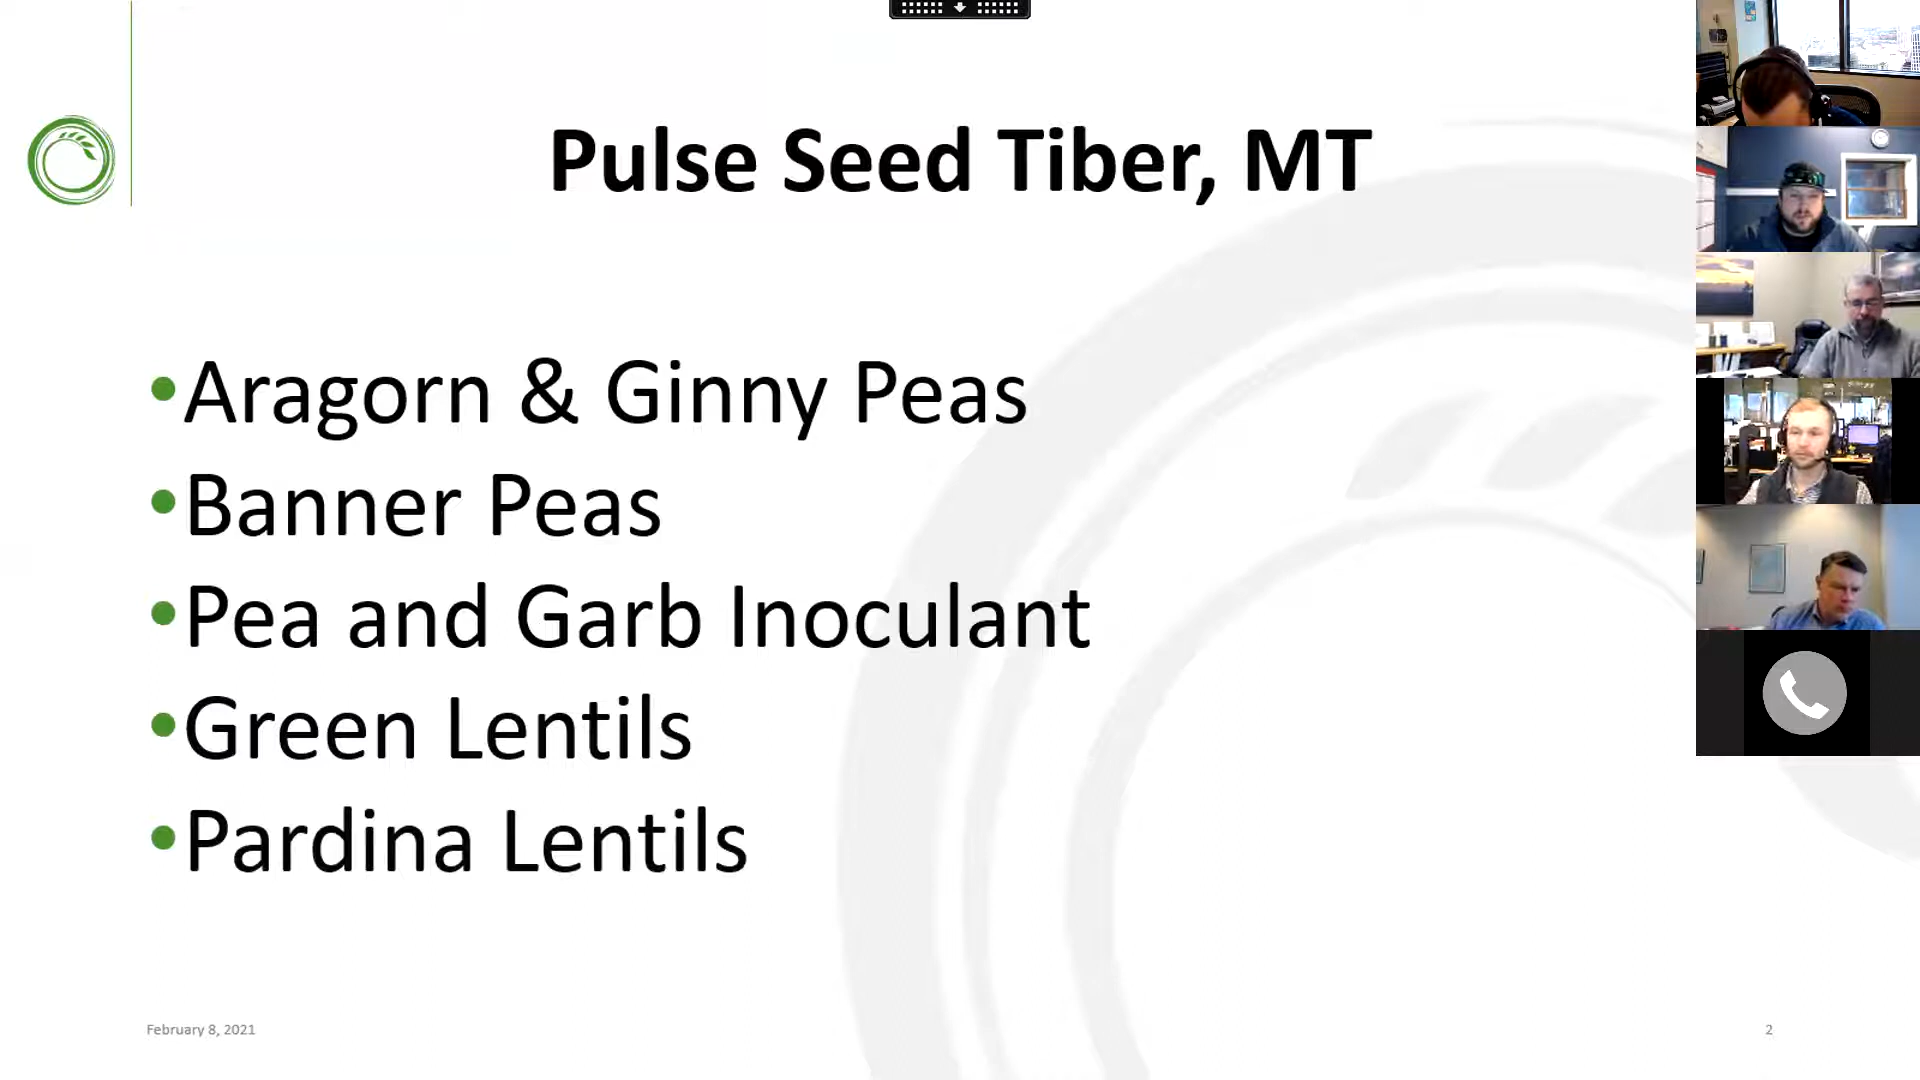 Pulse Seed Tiber, MT
•Aragorn & Ginny Peas
•Banner Peas
•Pea and Garb Inoculant
•Green Lentils
•Pardina Lentils
February 8, 2021
2